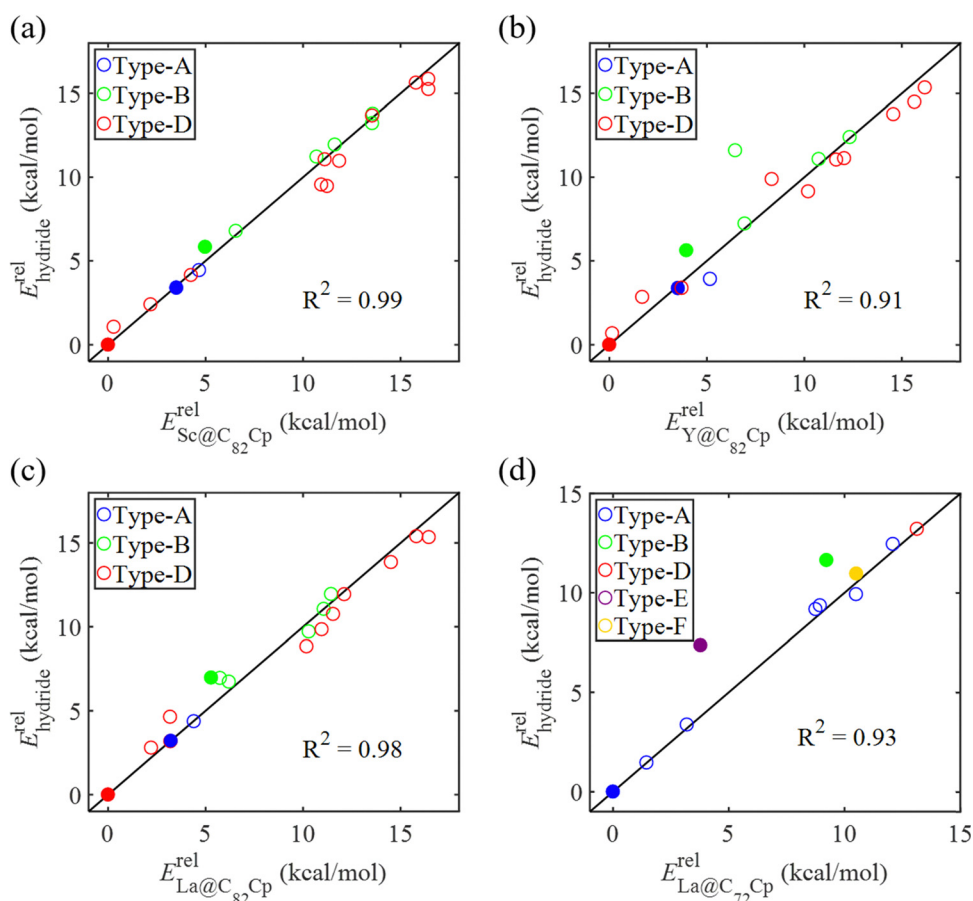 (a)
Type-A
Type-B
Type-D
R² = 0.99
15
10
5
0
0 5 10 15
E^rel_hydride (kcal/mol)
E^rel_Sc@C₈₂Cp (kcal/mol)
(b)
Type-A
Type-B
Type-D
R² = 0.91
15
10
5
0
0 5 10 15
E^rel_hydride (kcal/mol)
E^rel_Y@C₈₂Cp (kcal/mol)
(c)
Type-A
Type-B
Type-D
R² = 0.98
15
10
5
0
0 5 10 15
E^rel_hydride (kcal/mol)
E^rel_La@C₈₂Cp (kcal/mol)
(d)
Type-A
Type-B
Type-D
Type-E
Type-F
R² = 0.93
15
10
5
0
0 5 10 15
E^rel_hydride (kcal/mol)
E^rel_La@C₇₂Cp (kcal/mol)